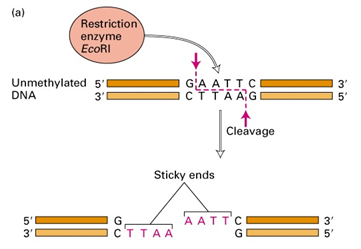 (a)
Restriction
enzyme
EcoRI
Unmethylated 5' G A A T T C 3'
DNA 3' C T T A A G 5'
Cleavage
Sticky ends
5' G A A T T C 3'
3' C T T A A G 5'